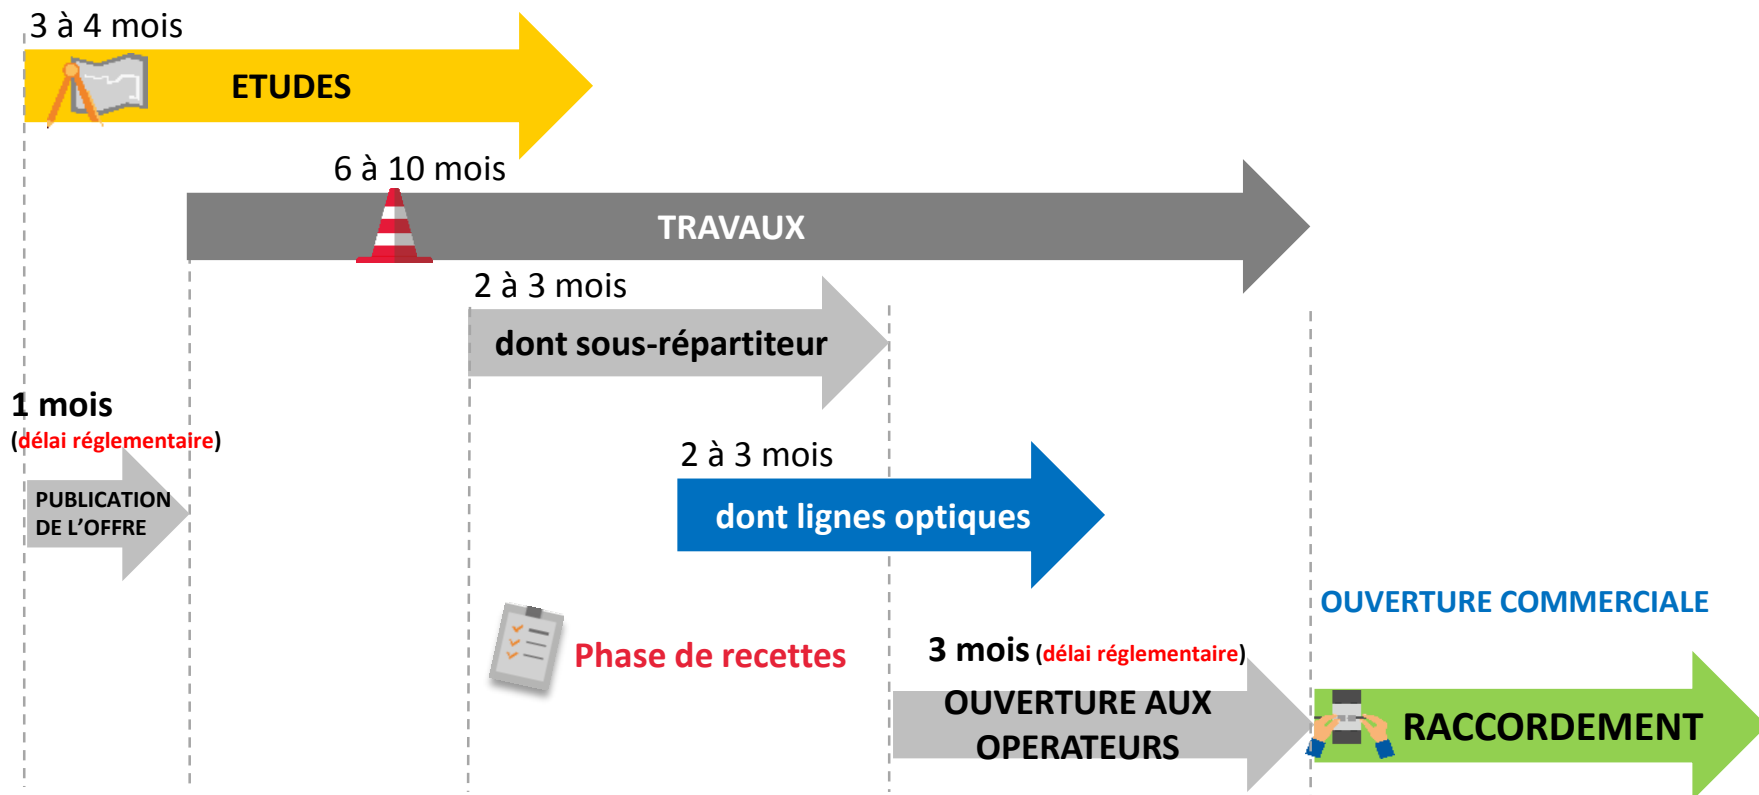 3 à 4 mois
ETUDES
6 à 10 mois
TRAVAUX
2 à 3 mois
dont sous-répartiteur
1 mois
(délai réglementaire)
PUBLICATION
DE L’OFFRE
2 à 3 mois
dont lignes optiques
Phase de recettes
3 mois (délai réglementaire)
OUVERTURE AUX
OPERATEURS
OUVERTURE COMMERCIALE
RACCORDEMENT